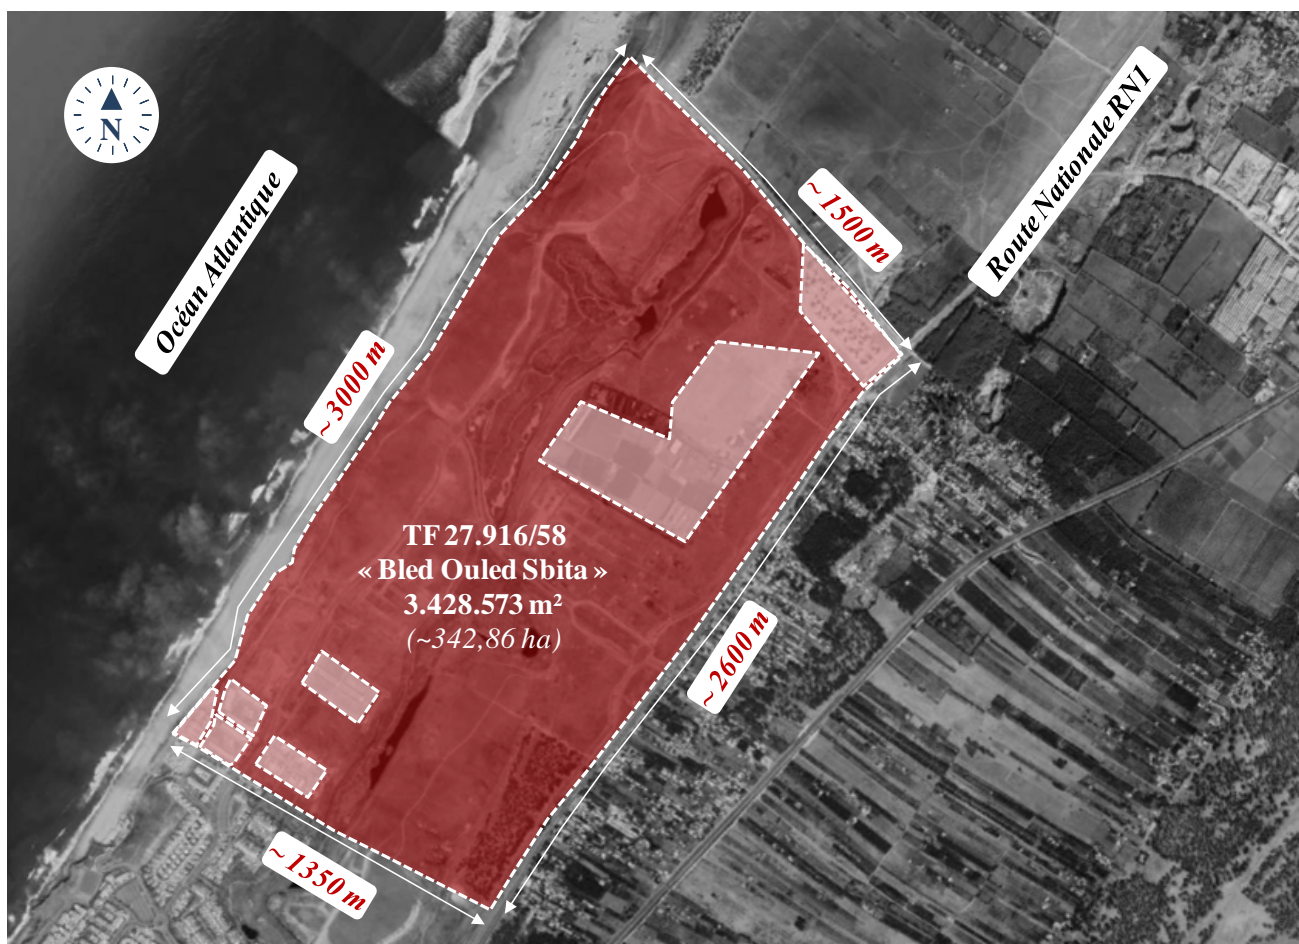 N
Océan Atlantique
Route Nationale RN1
~1500 m
~3000 m
TF 27.916/58
« Bled Ouled Sbita »
3.428.573 m²
(~342,86 ha)
~2600 m
~1350 m